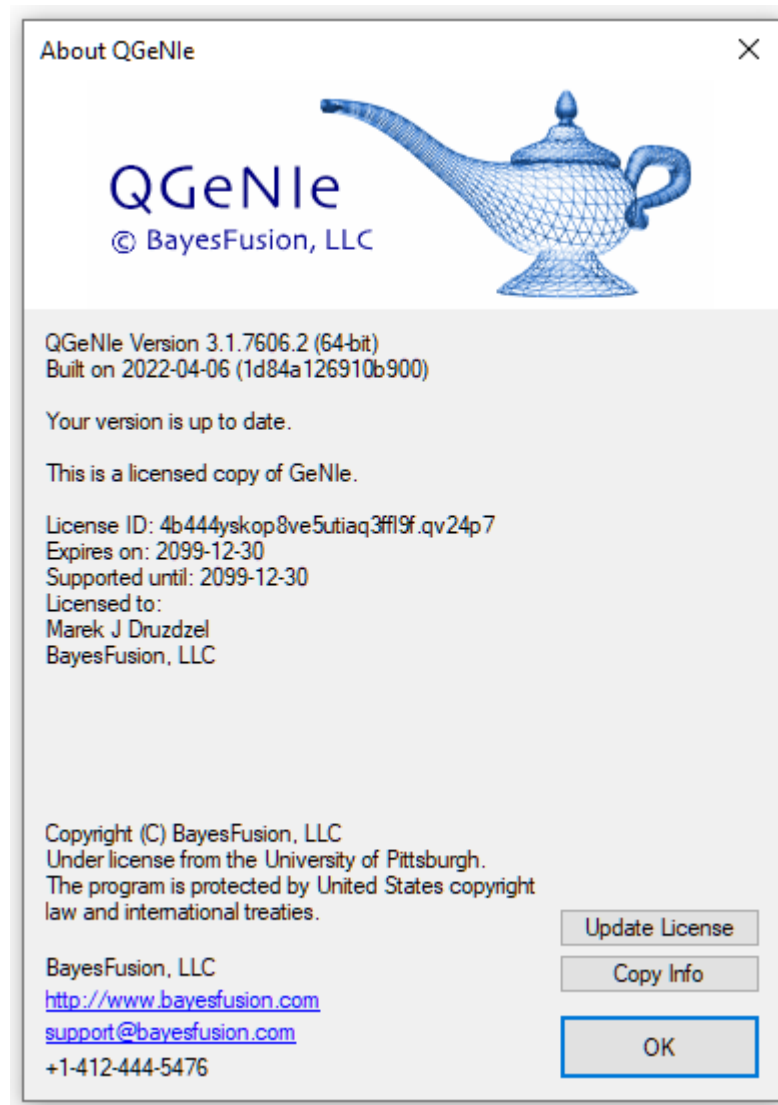 About QGeNIe
QGeNIe
© BayesFusion, LLC
QGeNIe Version 3.1.7606.2 (64-bit)
Built on 2022-04-06 (1d84a126910b900)
Your version is up to date.
This is a licensed copy of GeNIe.
License ID: 4b444yskop8ve5utiaq3ffl9f.qv24p7
Expires on: 2099-12-30
Supported until: 2099-12-30
Licensed to:
Marek J Druzdzel
BayesFusion, LLC
Copyright (C) BayesFusion, LLC
Under license from the University of Pittsburgh.
The program is protected by United States copyright
law and international treaties.
Update License
BayesFusion, LLC
Copy Info
http://www.bayesfusion.com
support@bayesfusion.com
OK
+1-412-444-5476